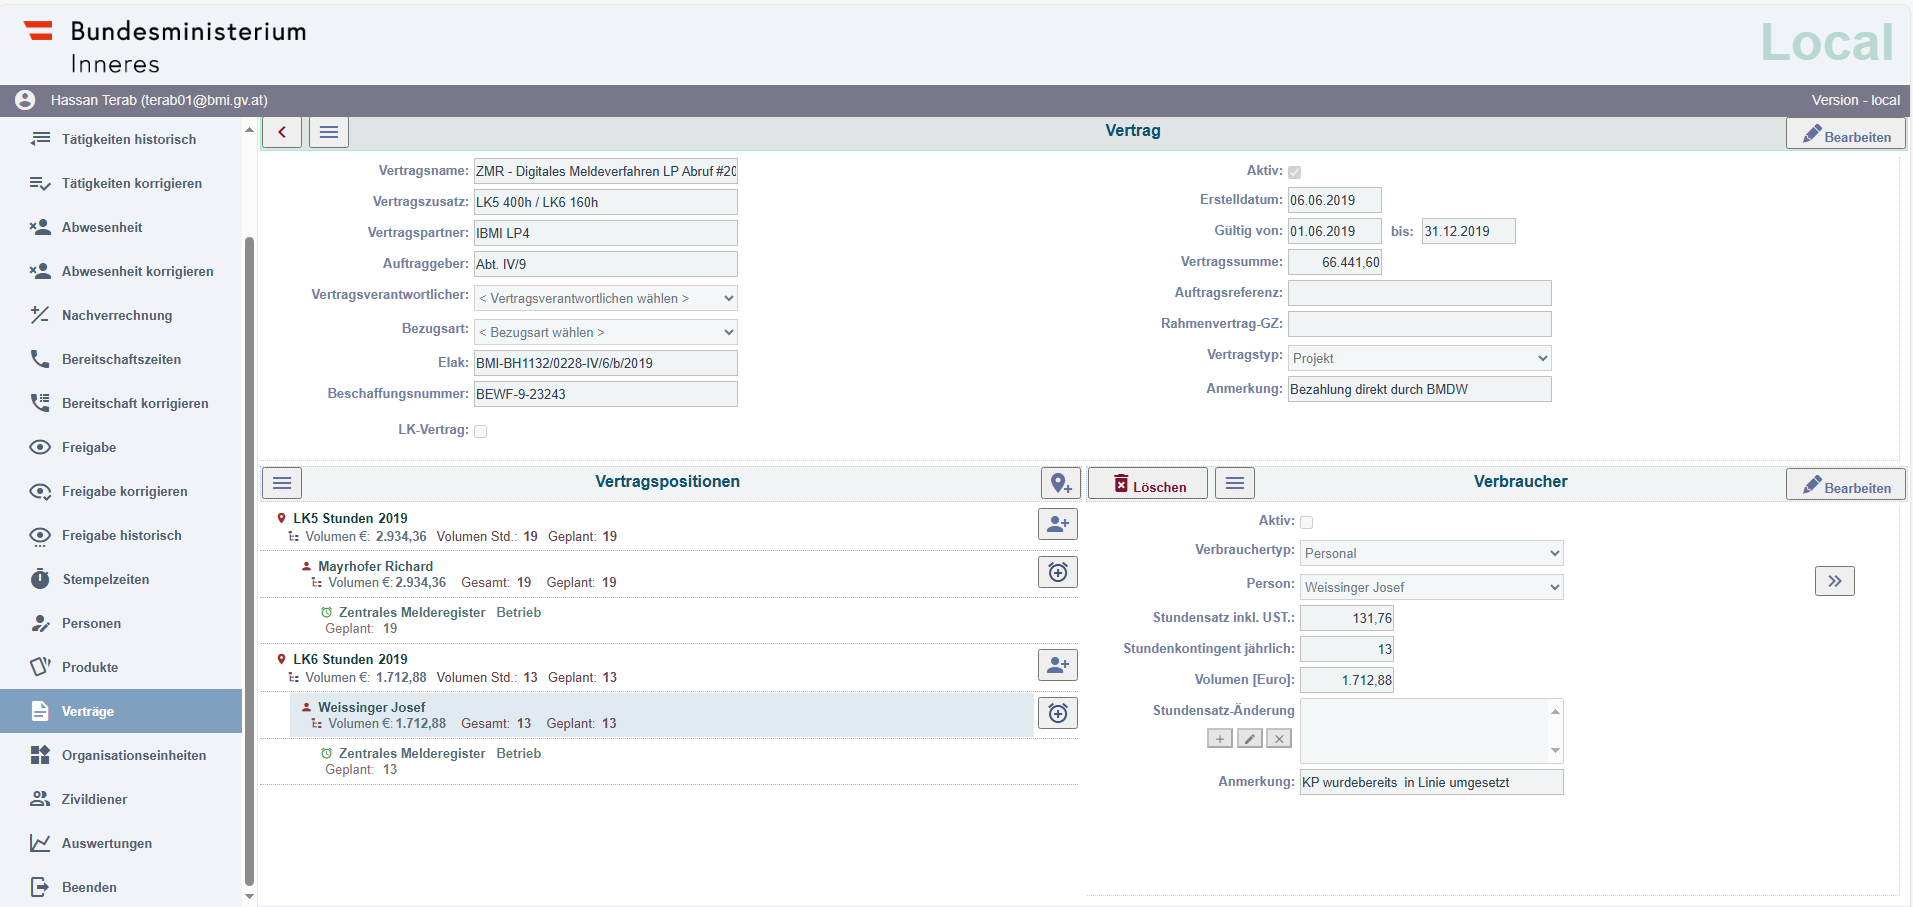 Bundesministerium
Inneres
Local
Hassan Terab (terab01@bmi.gv.at)
Version - local
Tätigkeiten historisch
Tätigkeiten korrigieren
Abwesenheit
Abwesenheit korrigieren
Nachverrechnung
Bereitschaftszeiten
Bereitschaft korrigieren
Freigabe
Freigabe korrigieren
Freigabe historisch
Stempelzeiten
Personen
Produkte
Verträge
Organisationseinheiten
Zivildiener
Auswertungen
Beenden
Vertrag
Bearbeiten
Vertragsname: ZMR - Digitales Meldeverfahren LP Abruf #20
Vertragszusatz: LK5 400h / LK6 160h
Vertragspartner: IBMI LP4
Auftraggeber: Abt. IV/9
Vertragsverantwortlicher: < Vertragsverantwortlichen wählen >
Bezugsart: < Bezugsart wählen >
Elak: BMI-BH1132/0228-IV/6/b/2019
Beschaffungsnummer: BEWF-9-23243
LK-Vertrag:
Aktiv:
Erstelldatum: 06.06.2019
Gültig von: 01.06.2019 bis: 31.12.2019
Vertragssumme: 66.441,60
Auftragsreferenz:
Rahmenvertrag-GZ:
Vertragstyp: Projekt
Anmerkung: Bezahlung direkt durch BMDW
Vertragspositionen
LK5 Stunden 2019
Volumen €: 2.934,36 Volumen Std.: 19 Geplant: 19
Mayrhofer Richard
Volumen €: 2.934,36 Gesamt: 19 Geplant: 19
Zentrales Melderegister Betrieb
Geplant: 19
LK6 Stunden 2019
Volumen €: 1.712,88 Volumen Std.: 13 Geplant: 13
Weissinger Josef
Volumen €: 1.712,88 Gesamt: 13 Geplant: 13
Zentrales Melderegister Betrieb
Geplant: 13
Löschen
Verbraucher
Bearbeiten
Aktiv:
Verbrauchertyp: Personal
Person: Weissinger Josef
Stundensatz inkl. UST.: 131,76
Stundenkontingent jährlich: 13
Volumen [Euro]: 1.712,88
Stundensatz-Änderung
Anmerkung: KP wurdebereits in Linie umgesetzt